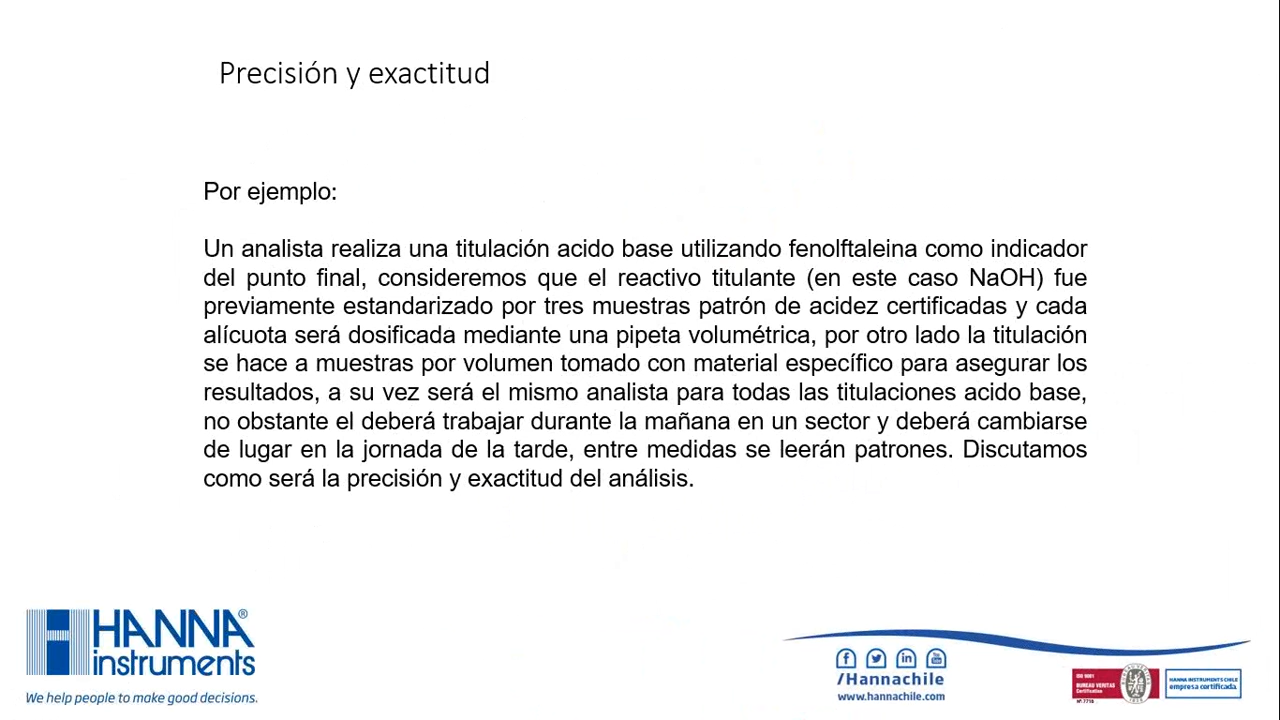 Precisión y exactitud
Por ejemplo:
Un analista realiza una titulación acido base utilizando fenolftaleina como indicador
del punto final, consideremos que el reactivo titulante (en este caso NaOH) fue
previamente estandarizado por tres muestras patrón de acidez certificadas y cada
alícuota será dosificada mediante una pipeta volumétrica, por otro lado la titulación
se hace a muestras por volumen tomado con material específico para asegurar los
resultados, a su vez será el mismo analista para todas las titulaciones acido base,
no obstante el deberá trabajar durante la mañana en un sector y deberá cambiarse
de lugar en la jornada de la tarde, entre medidas se leerán patrones. Discutamos
como será la precisión y exactitud del análisis.
HANNA®
instruments
We help people to make good decisions.
/Hannachile
www.hannachile.com
ISO 9001
BUREAU VERITAS
Certification
HANNA INSTRUMENTS CHILE
empresa certificada.